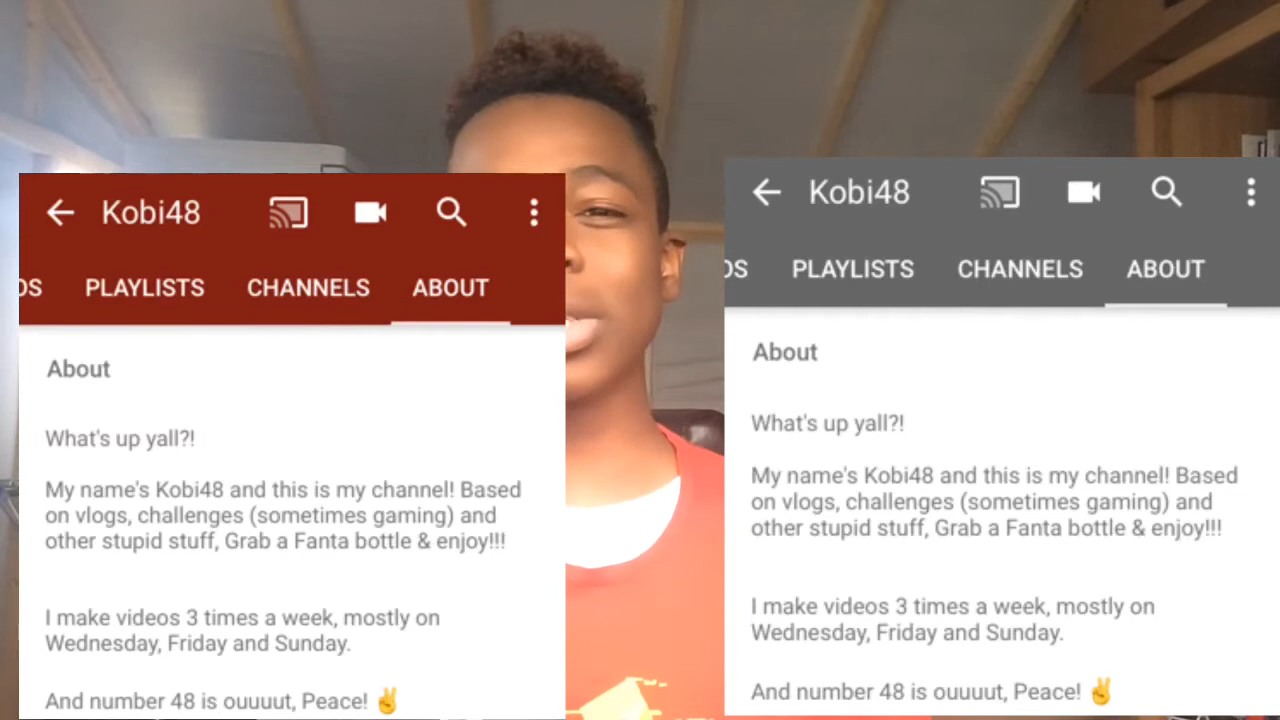 Kobi48
OS PLAYLISTS CHANNELS ABOUT
About
What's up yall?!
My name's Kobi48 and this is my channel! Based
on vlogs, challenges (sometimes gaming) and
other stupid stuff, Grab a Fanta bottle & enjoy!!!
I make videos 3 times a week, mostly on
Wednesday, Friday and Sunday.
And number 48 is ouuuut, Peace! ✌
Kobi48
OS PLAYLISTS CHANNELS ABOUT
About
What's up yall?!
My name's Kobi48 and this is my channel! Based
on vlogs, challenges (sometimes gaming) and
other stupid stuff, Grab a Fanta bottle & enjoy!!!
I make videos 3 times a week, mostly on
Wednesday, Friday and Sunday.
And number 48 is ouuuut, Peace! ✌